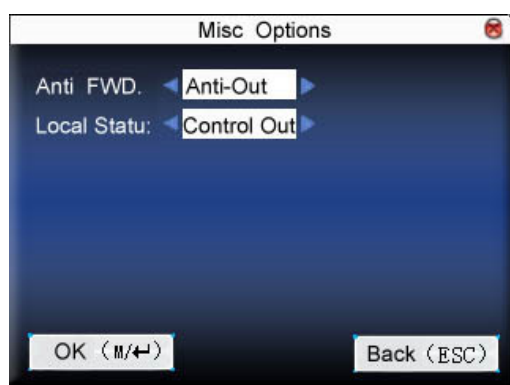 Misc Options
Anti FWD. Anti-Out
Local Statu: Control Out
OK（M/↵） Back（ESC）